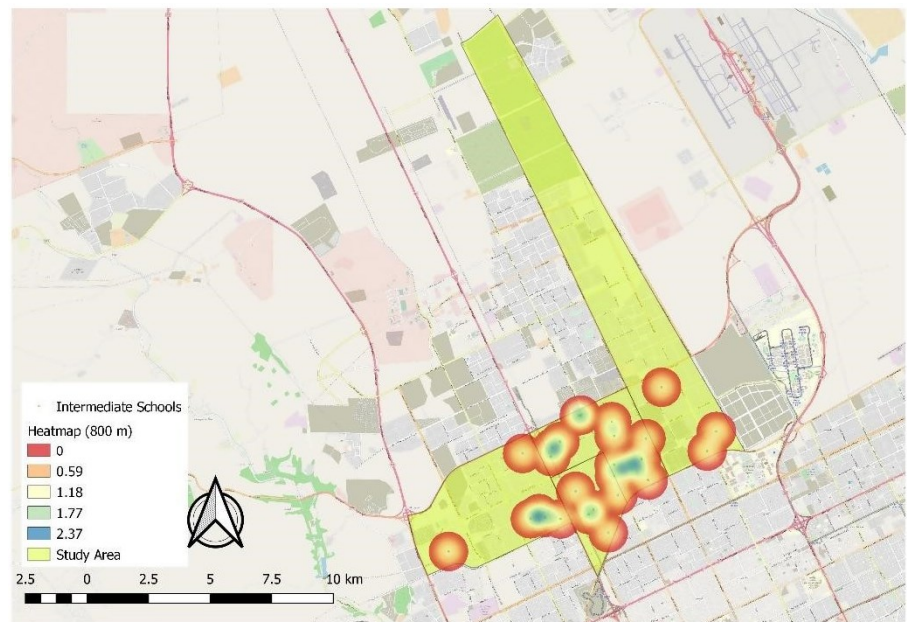 Intermediate Schools
Heatmap (800 m)
0
0.59
1.18
1.77
2.37
Study Area
2.5 0 2.5 5 7.5 10 km